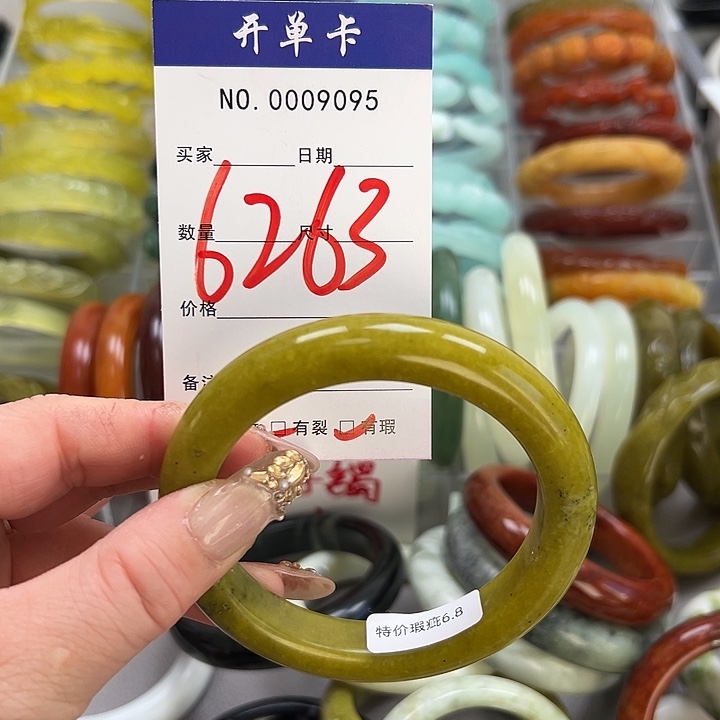 开单卡
NO. 0009095
买家 日期
6263
数量 尺寸
价格
备注
□有裂 □有瑕
镯
特价瑕疵6.8